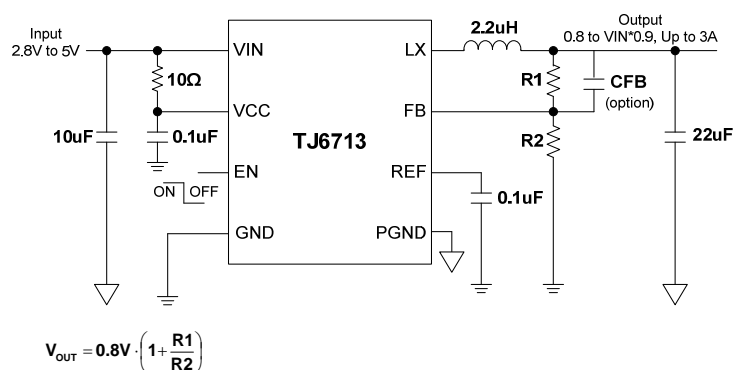 Input
2.8V to 5V
10Ω
10uF
0.1uF
ON
OFF
VIN
VCC
EN
GND
TJ6713
LX
FB
REF
PGND
2.2uH
R1
R2
CFB
(option)
0.1uF
22uF
Output
0.8 to VIN*0.9, Up to 3A
V_OUT = 0.8V · (1 + R1/R2)